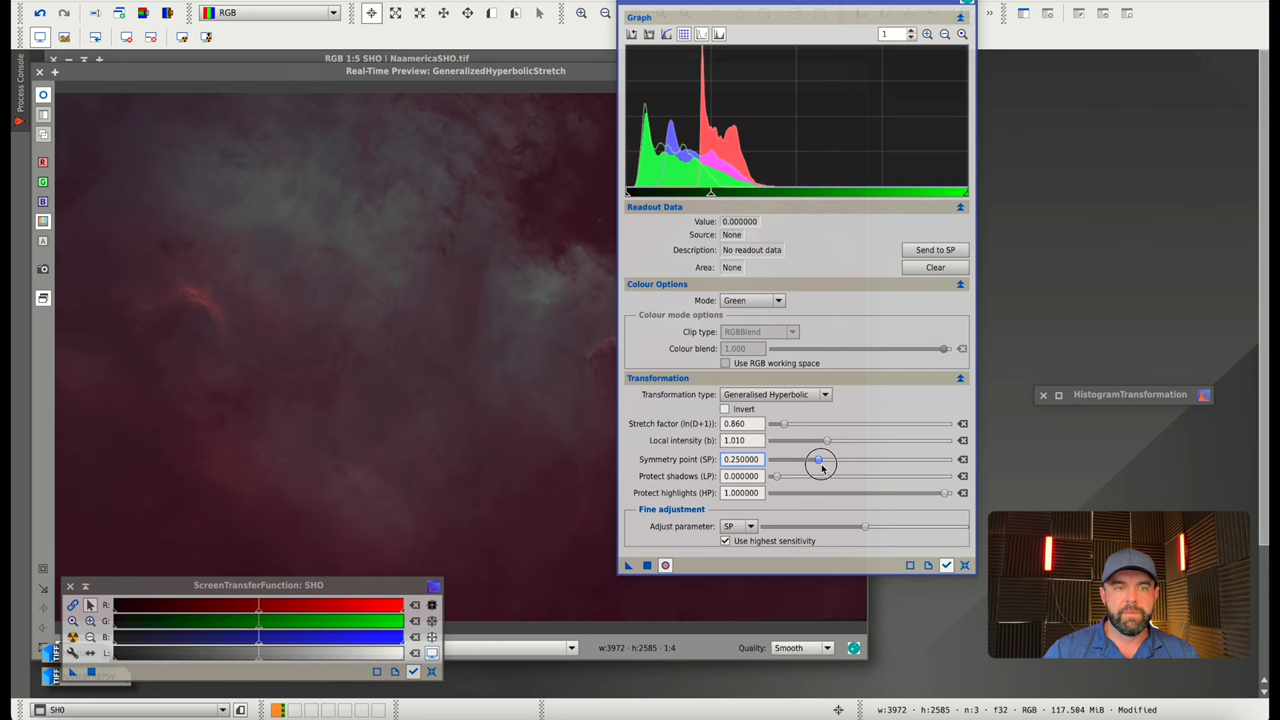 RGB
Process Console
RGB 1:5 SHO | NaamericaSHO.tif
Real-Time Preview: GeneralizedHyperbolicStretch
R
G
B
A
Graph
1
Readout Data
Value: 0.000000
Source: None
Description: No readout data
Send to SP
Area: None
Clear
Colour Options
Mode: Green
Colour mode options
Clip type: RGBBlend
Colour blend: 1.000
Use RGB working space
Transformation
Transformation type: Generalised Hyperbolic
Invert
Stretch factor (ln(D+1)): 0.860
Local intensity (b): 1.010
Symmetry point (SP): 0.250000
Protect shadows (LP): 0.000000
Protect highlights (HP): 1.000000
Fine adjustment
Adjust parameter: SP
Use highest sensitivity
HistogramTransformation
ScreenTransferFunction: SHO
R:
G:
B:
L:
TIFF
TIFF
w:3972 · h:2585 · 1:4
Quality: Smooth
SHO
w:3972 · h:2585 · n:3 · f32 · RGB · 117.504 MiB · Modified